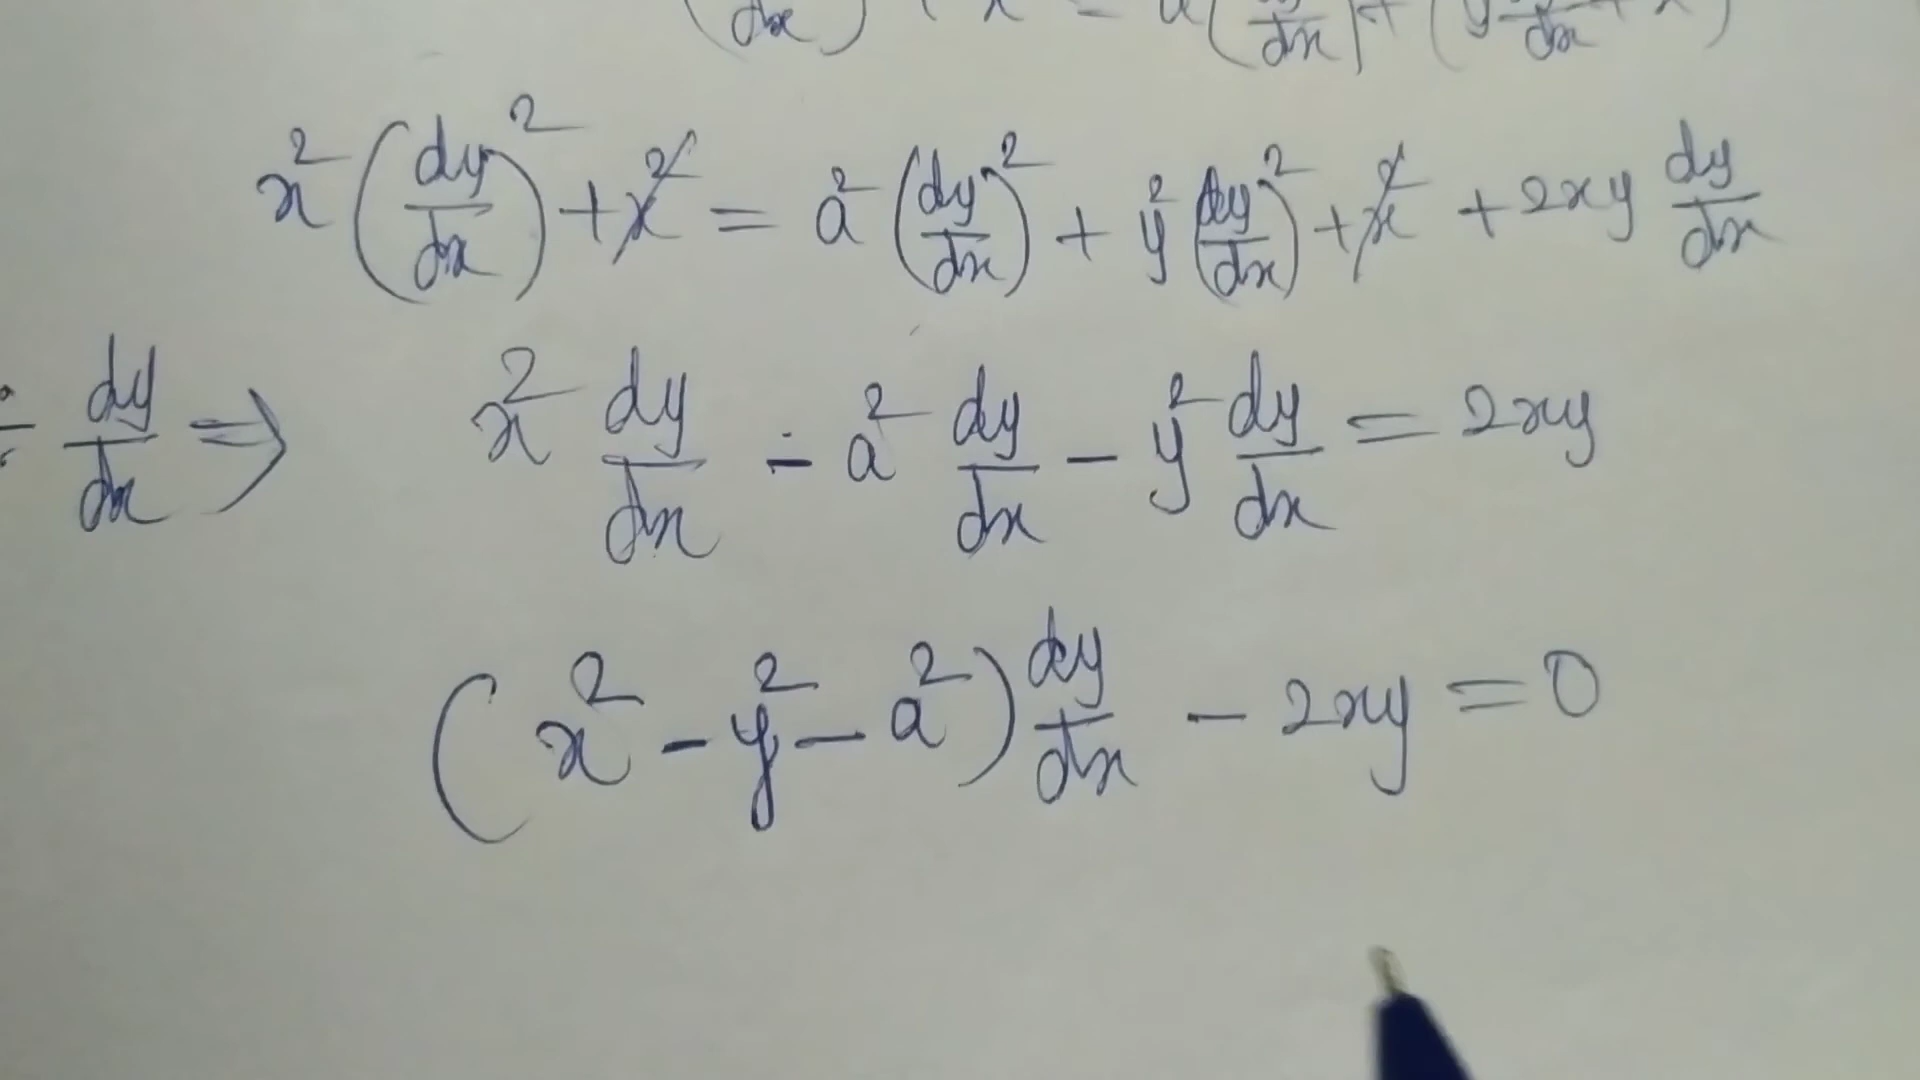 x²(dy/dx)² + x² = a²(dy/dx)² + y²(dy/dx)² + x² + 2xy dy/dx
÷ dy/dx ⇒ x² dy/dx - a² dy/dx - y² dy/dx = 2xy
(x² - y² - a²) dy/dx - 2xy = 0